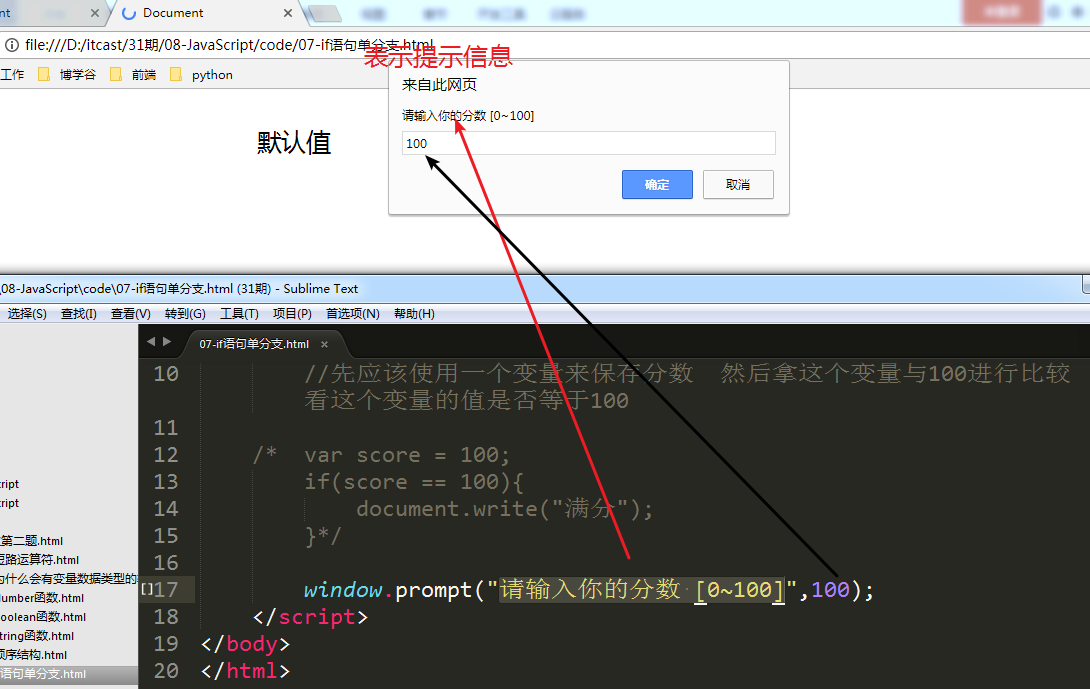 nt
Document
file:///D:/itcast/31期/08-JavaScript/code/07-if语句单分支.html
表示提示信息
工作 博学谷 前端 python
来自此网页
请输入你的分数 [0~100]
默认值
100
确定 取消
\08-JavaScript\code\07-if语句单分支.html (31期) - Sublime Text
选择(S) 查找(I) 查看(V) 转到(G) 工具(T) 项目(P) 首选项(N) 帮助(H)
07-if语句单分支.html
10 //先应该使用一个变量来保存分数 然后拿这个变量与100进行比较
看这个变量的值是否等于100
11
12 /* var score = 100;
13 if(score == 100){
14 document.write("满分");
15 }*/
16
17 window.prompt("请输入你的分数 [0~100]",100);
18 </script>
19 </body>
20 </html>
ript
ript
第二题.html
短路运算符.html
为什么会有变量数据类型的
lumber函数.html
oolean函数.html
tring函数.html
顺序结构.html
语句单分支.html